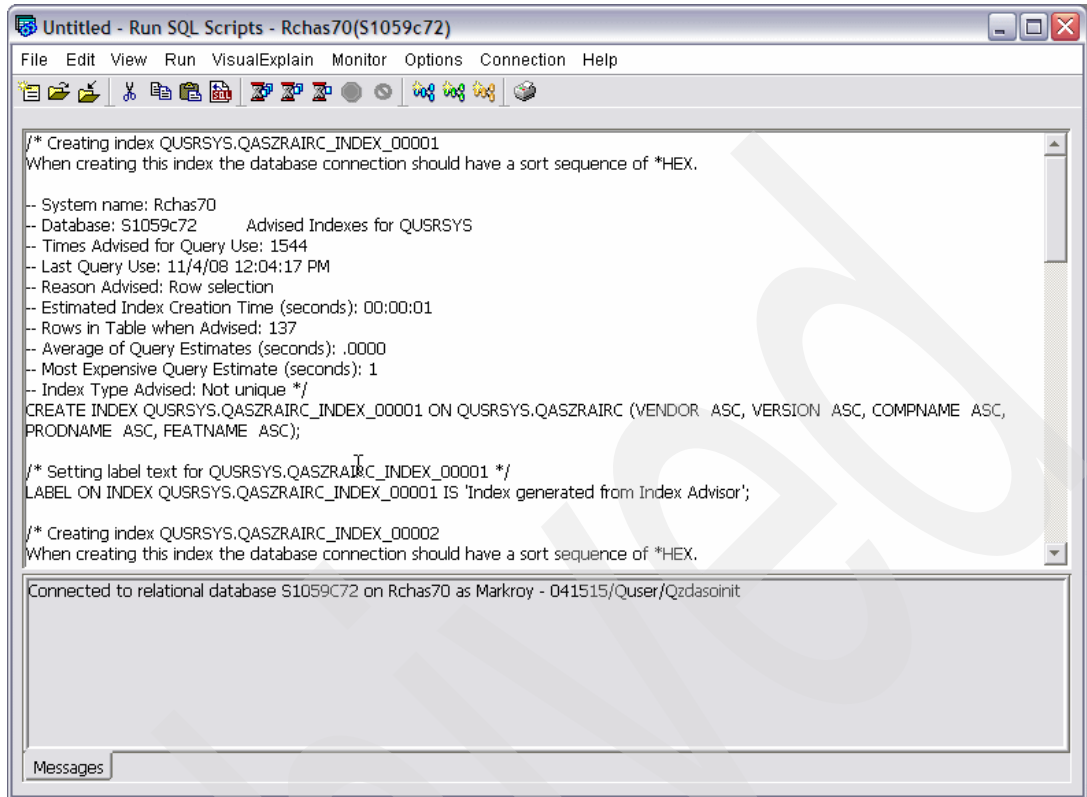 Untitled - Run SQL Scripts - Rchas70(S1059c72)
File Edit View Run VisualExplain Monitor Options Connection Help
/* Creating index QUSRSYS.QASZRAIRC_INDEX_00001
When creating this index the database connection should have a sort sequence of *HEX.
-- System name: Rchas70
-- Database: S1059c72 Advised Indexes for QUSRSYS
-- Times Advised for Query Use: 1544
-- Last Query Use: 11/4/08 12:04:17 PM
-- Reason Advised: Row selection
-- Estimated Index Creation Time (seconds): 00:00:01
-- Rows in Table when Advised: 137
-- Average of Query Estimates (seconds): .0000
-- Most Expensive Query Estimate (seconds): 1
-- Index Type Advised: Not unique */
CREATE INDEX QUSRSYS.QASZRAIRC_INDEX_00001 ON QUSRSYS.QASZRAIRC (VENDOR ASC, VERSION ASC, COMPNAME ASC,
PRODNAME ASC, FEATNAME ASC);
/* Setting label text for QUSRSYS.QASZRAIRC_INDEX_00001 */
LABEL ON INDEX QUSRSYS.QASZRAIRC_INDEX_00001 IS 'Index generated from Index Advisor';
/* Creating index QUSRSYS.QASZRAIRC_INDEX_00002
When creating this index the database connection should have a sort sequence of *HEX.
Connected to relational database S1059C72 on Rchas70 as Markroy - 041515/Quser/Qzdasoinit
Messages